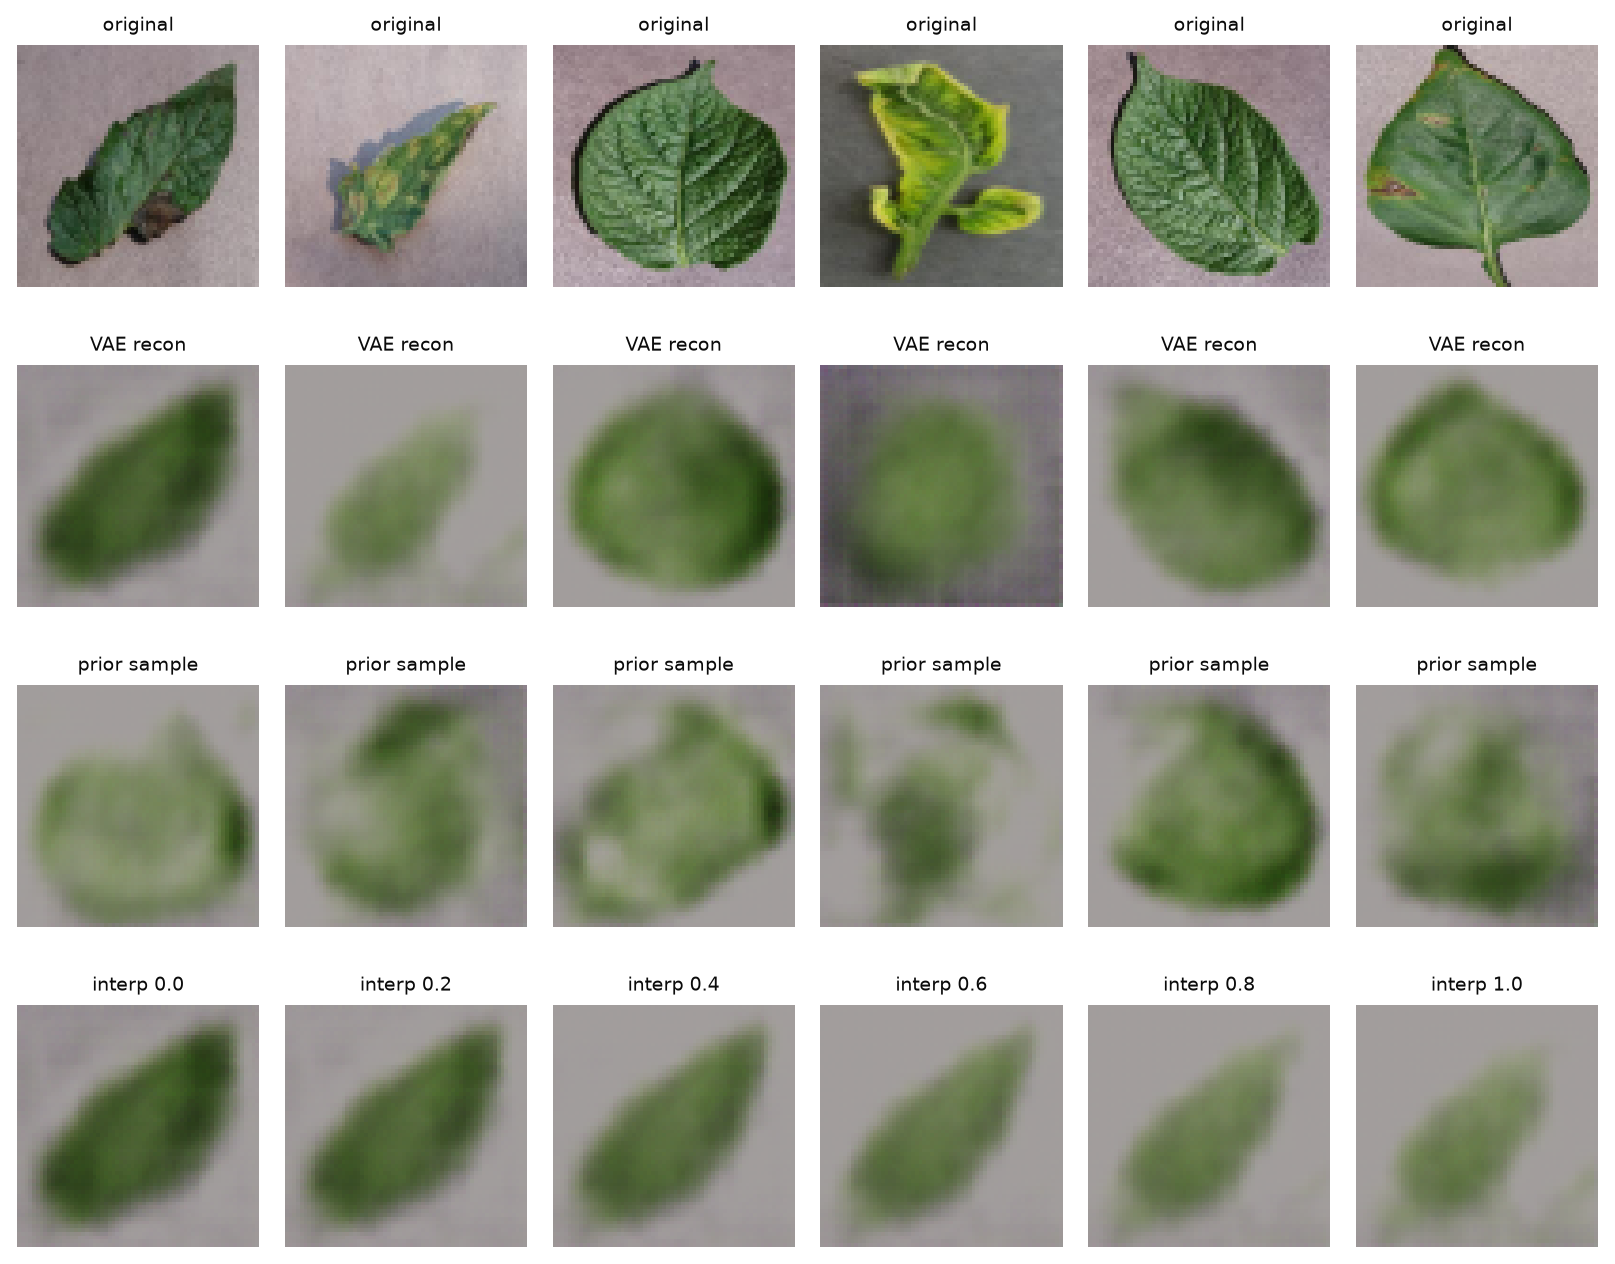 original original original original original original
VAE recon VAE recon VAE recon VAE recon VAE recon VAE recon
prior sample prior sample prior sample prior sample prior sample prior sample
interp 0.0 interp 0.2 interp 0.4 interp 0.6 interp 0.8 interp 1.0